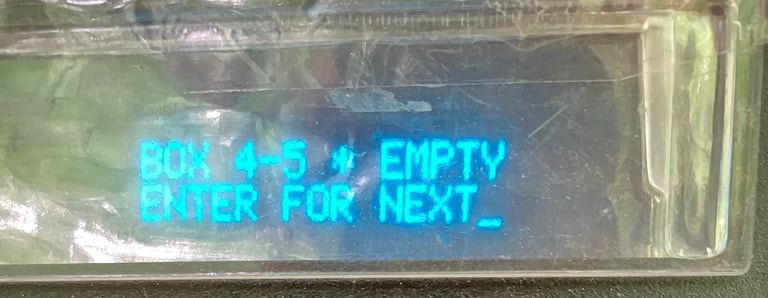 BOX 4-5 * EMPTY
ENTER FOR NEXT_